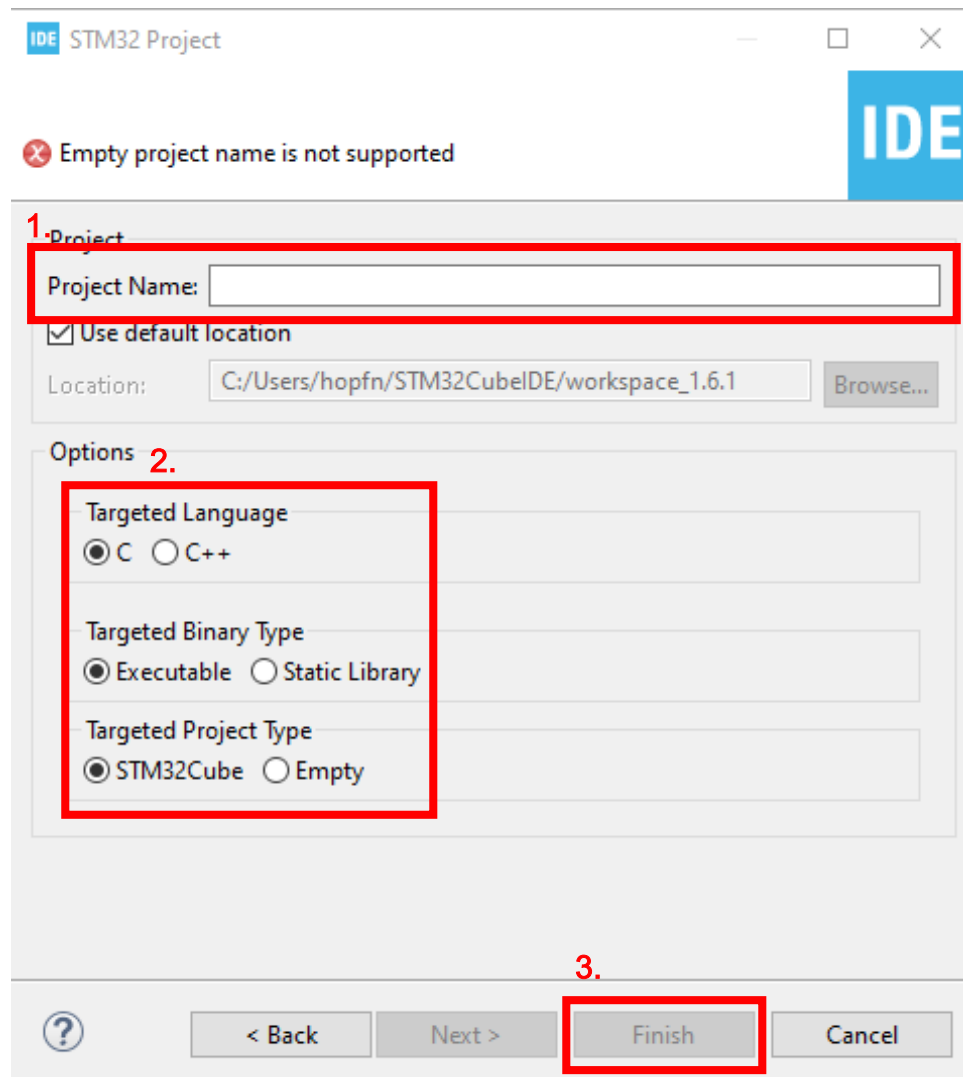 IDE STM32 Project
IDE
Empty project name is not supported
1.
Project
Project Name:
Use default location
Location: C:/Users/hopfn/STM32CubeIDE/workspace_1.6.1 Browse...
Options
2.
Targeted Language
C C++
Targeted Binary Type
Executable Static Library
Targeted Project Type
STM32Cube Empty
3.
? < Back Next > Finish Cancel